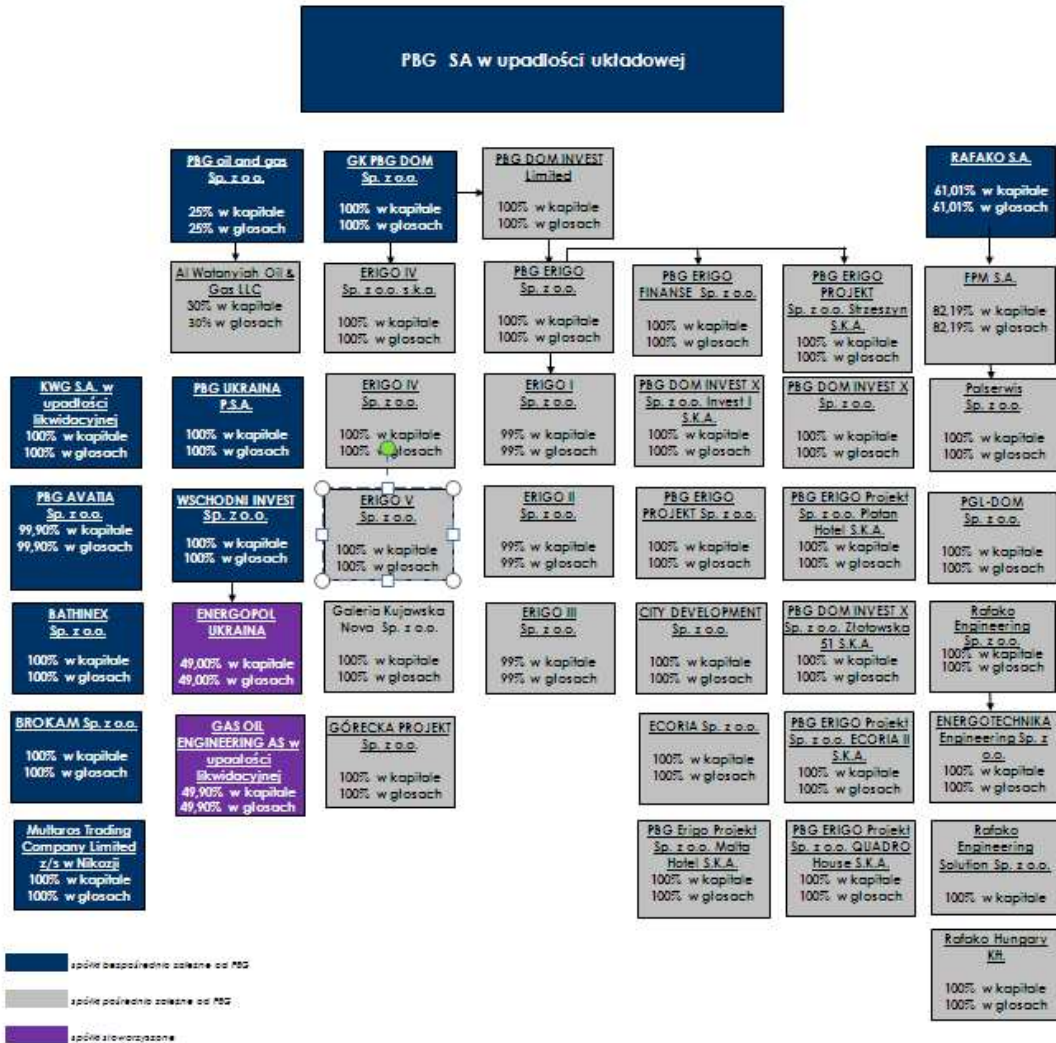 PBG SA w upadłości układowej
PBG oil and gas
Sp. z o.o.
25% w kapitale
25% w głosach
GK PBG DOM
Sp. z o.o.
100% w kapitale
100% w głosach
PBG DOM INVEST
Limited
100% w kapitale
100% w głosach
RAFAKO S.A.
61,01% w kapitale
61,01% w głosach
Al Watanyiah Oil &
Gas LLC
30% w kapitale
30% w głosach
ERIGO IV
Sp. z o.o. s.k.a.
100% w kapitale
100% w głosach
PBG ERIGO
Sp. z o.o.
100% w kapitale
100% w głosach
PBG ERIGO
FINANSE Sp. z o.o.
100% w kapitale
100% w głosach
PBG ERIGO
PROJEKT
Sp. z o.o. Strzeszyn
S.K.A.
100% w kapitale
100% w głosach
FPM S.A.
82,19% w kapitale
82,19% w głosach
KWG S.A. w
upadłości
likwidacyjnej
100% w kapitale
100% w głosach
PBG UKRAINA
P.S.A.
100% w kapitale
100% w głosach
ERIGO IV
Sp. z o.o.
100% w kapitale
100% w głosach
ERIGO I
Sp. z o.o.
99% w kapitale
99% w głosach
PBG DOM INVEST X
Sp. z o.o. Invest I
S.K.A.
100% w kapitale
100% w głosach
PBG DOM INVEST X
Sp. z o.o.
100% w kapitale
100% w głosach
Palserwis
Sp. z o.o.
100% w kapitale
100% w głosach
PBG AVATIA
Sp. z o.o.
99,90% w kapitale
99,90% w głosach
WSCHODNI INVEST
Sp. z o.o.
100% w kapitale
100% w głosach
ERIGO V
Sp. z o.o.
100% w kapitale
100% w głosach
ERIGO II
Sp. z o.o.
99% w kapitale
99% w głosach
PBG ERIGO
PROJEKT Sp. z o.o.
100% w kapitale
100% w głosach
PBG ERIGO Projekt
Sp. z o.o. Platan
Hotel S.K.A.
100% w kapitale
100% w głosach
PGL-DOM
Sp. z o.o.
100% w kapitale
100% w głosach
BATHINEX
Sp. z o.o.
100% w kapitale
100% w głosach
ENERGOPOL
UKRAINA
49,00% w kapitale
49,00% w głosach
Galeria Kujawska
Nova Sp. z o.o.
100% w kapitale
100% w głosach
ERIGO III
Sp. z o.o.
99% w kapitale
99% w głosach
CITY DEVELOPMENT
Sp. z o.o.
100% w kapitale
100% w głosach
PBG DOM INVEST X
Sp. z o.o. Złotowska
51 S.K.A.
100% w kapitale
100% w głosach
Rafako
Engineering
Sp. z o.o.
100% w kapitale
100% w głosach
BROKAM Sp. z o.o.
100% w kapitale
100% w głosach
GAS OIL
ENGINEERING AS w
upadłości
likwidacyjnej
49,90% w kapitale
49,90% w głosach
GÓRECKA PROJEKT
Sp. z o.o.
100% w kapitale
100% w głosach
ECORIA Sp. z o.o.
100% w kapitale
100% w głosach
PBG ERIGO Projekt
Sp. z o.o. ECORIA II
S.K.A.
100% w kapitale
100% w głosach
ENERGOTECHNIKA
Engineering Sp. z
o.o.
100% w kapitale
100% w głosach
Multaros Trading
Company Limited
z/s w Nikozji
100% w kapitale
100% w głosach
PBG Erigo Projekt
Sp. z o.o. Malta
Hotel S.K.A.
100% w kapitale
100% w głosach
PBG ERIGO Projekt
Sp. z o.o. QUADRO
House S.K.A.
100% w kapitale
100% w głosach
Rafako
Engineering
Solution Sp. z o.o.
100% w kapitale
Rafako Hungary
Kft.
100% w kapitale
100% w głosach
spółki bezpośrednio zależne od PBG
spółki pośrednio zależne od PBG
spółki stowarzyszone